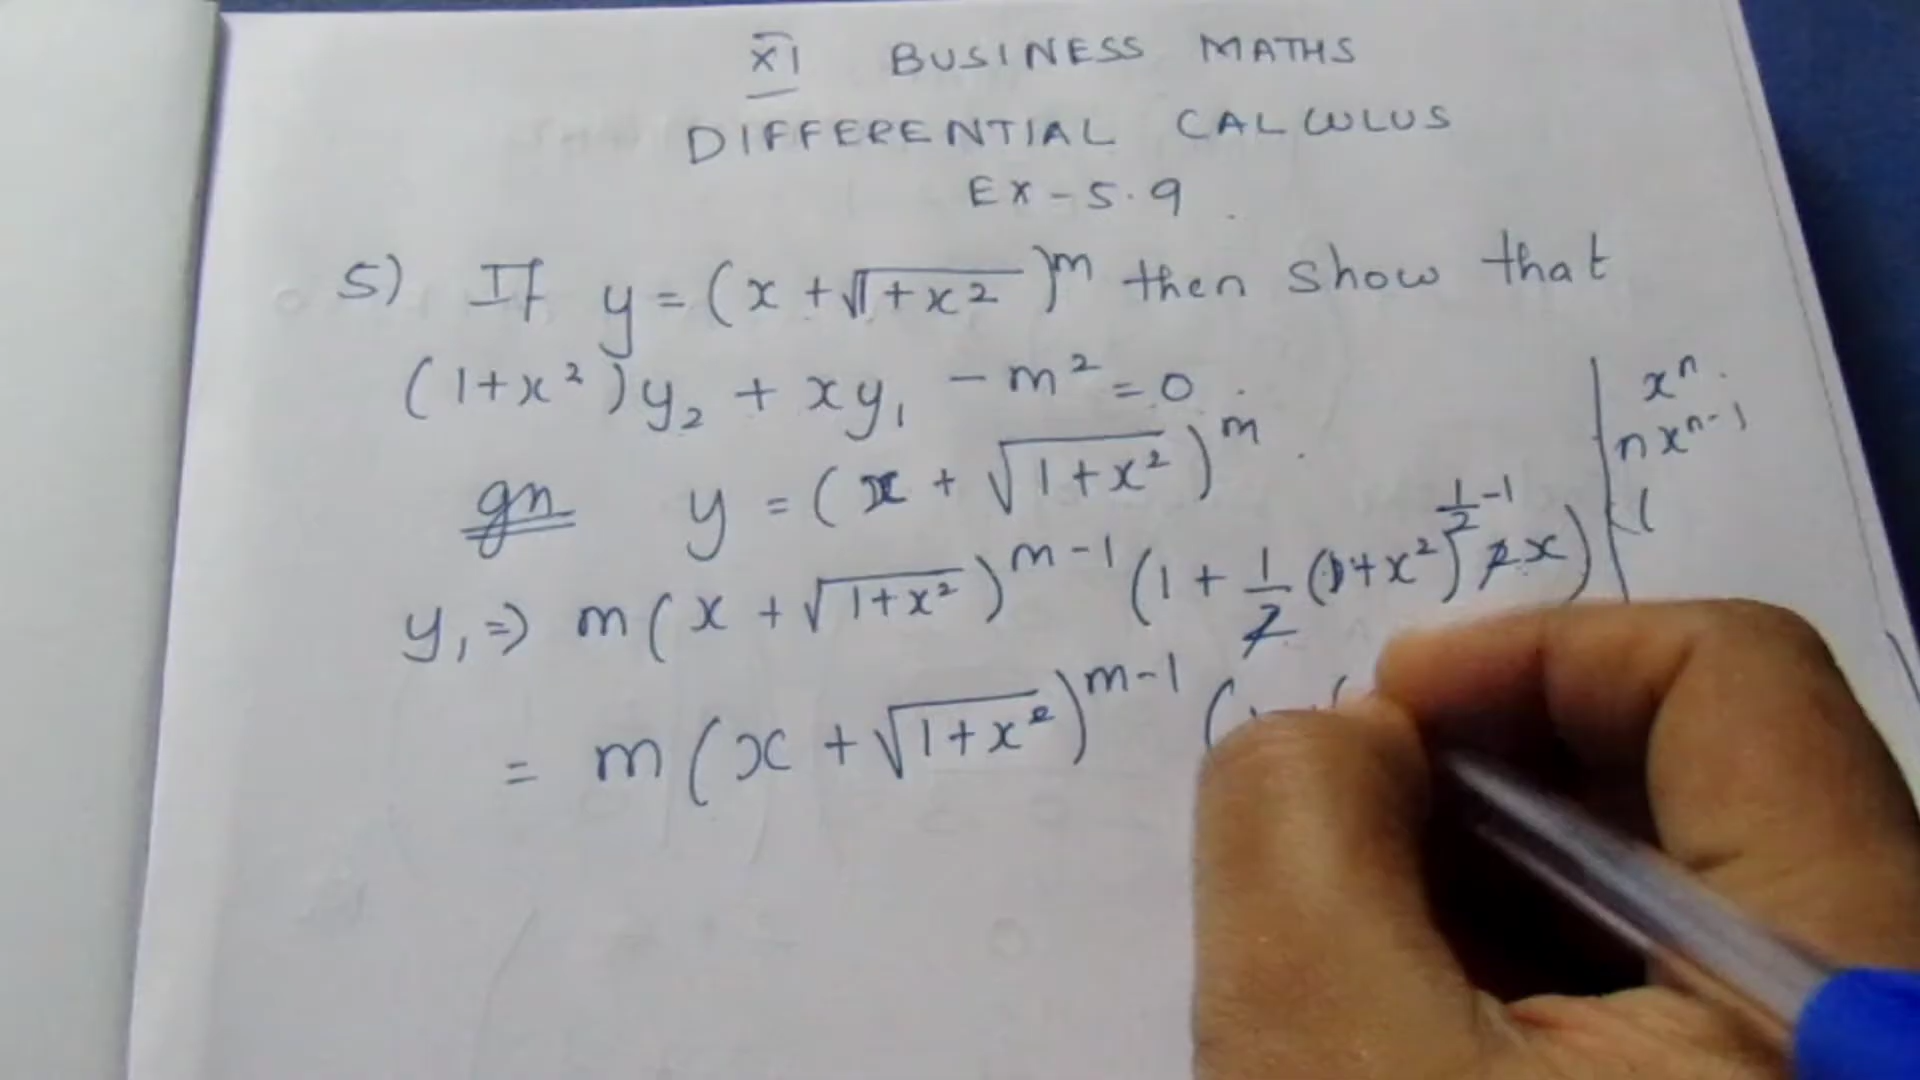 XI BUSINESS MATHS
DIFFERENTIAL CALCULUS
EX - 5.9
5) If y = (x + √1+x²)ᵐ then show that
(1+x²)y₂ + xy₁ - m² = 0.
gn y = (x + √1+x²)ᵐ
y₁ ⇒ m(x + √1+x²)^(m-1) (1 + 1/2 (1+x²)^(1/2 - 1) 2x)
= m(x + √1+x²)^(m-1) (
xⁿ
nxⁿ⁻¹
(